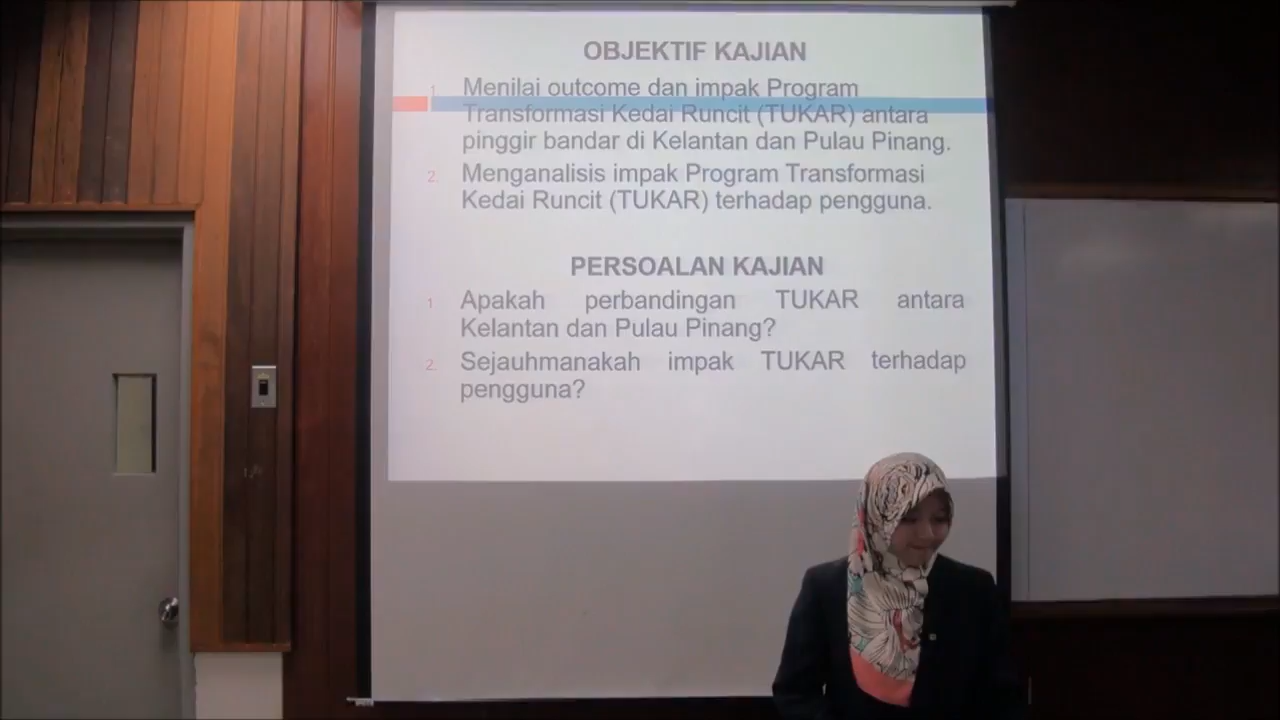 OBJEKTIF KAJIAN
1. Menilai outcome dan impak Program
Transformasi Kedai Runcit (TUKAR) antara
pinggir bandar di Kelantan dan Pulau Pinang.
2. Menganalisis impak Program Transformasi
Kedai Runcit (TUKAR) terhadap pengguna.
PERSOALAN KAJIAN
1. Apakah perbandingan TUKAR antara
Kelantan dan Pulau Pinang?
2. Sejauhmanakah impak TUKAR terhadap
pengguna?